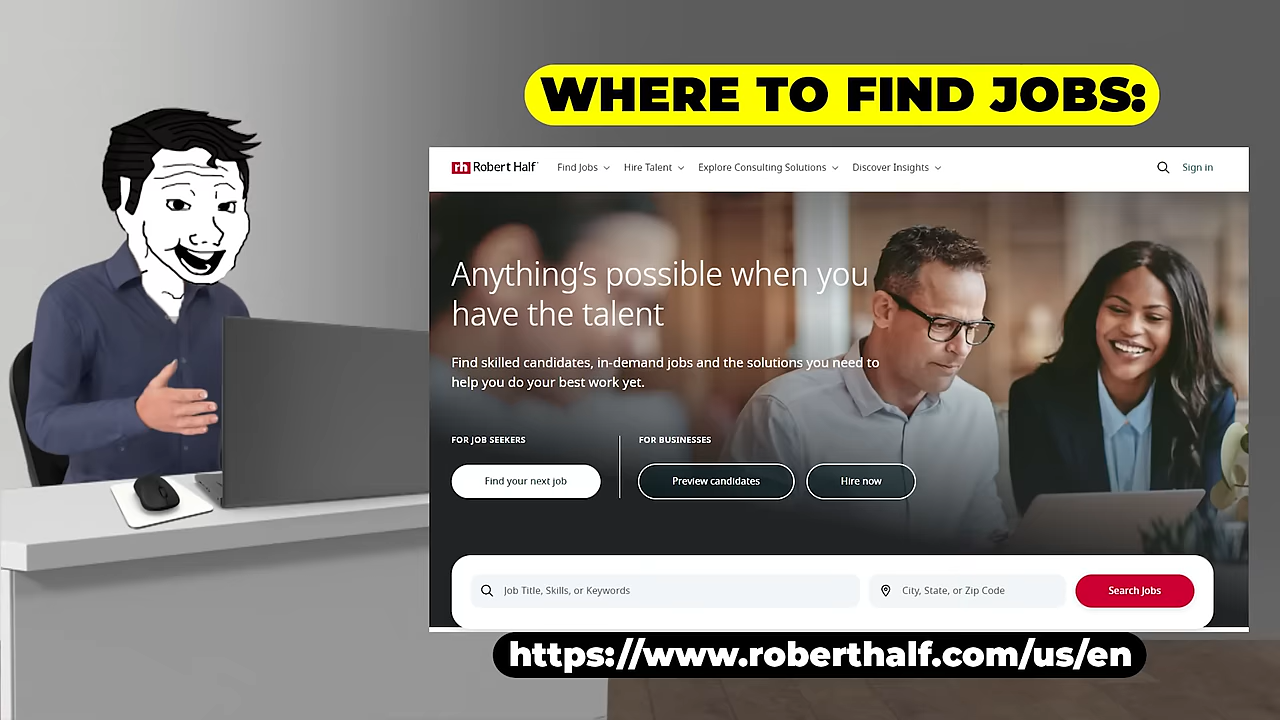 WHERE TO FIND JOBS:
rh Robert Half
Find Jobs
Hire Talent
Explore Consulting Solutions
Discover Insights
Sign in
Anything's possible when you
have the talent
Find skilled candidates, in-demand jobs and the solutions you need to
help you do your best work yet.
FOR JOB SEEKERS
Find your next job
FOR BUSINESSES
Preview candidates
Hire now
Job Title, Skills, or Keywords
City, State, or Zip Code
Search Jobs
https://www.roberthalf.com/us/en